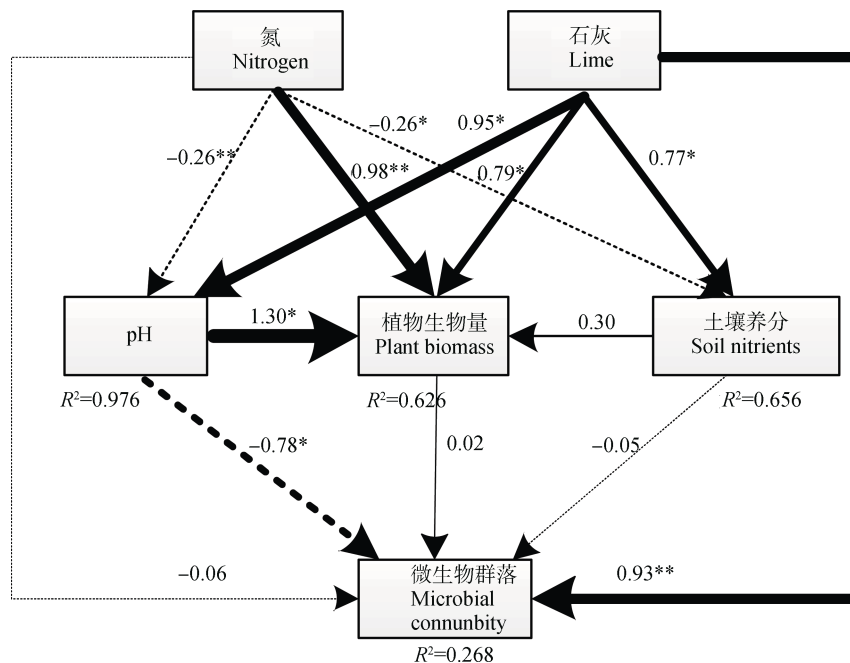 氮
Nitrogen
石灰
Lime
−0.26**
0.98**
−0.26*
0.95*
0.79*
0.77*
pH
1.30*
植物生物量
Plant biomass
0.30
土壤养分
Soil nitrients
R²=0.976
R²=0.626
R²=0.656
−0.78*
0.02
−0.05
−0.06
微生物群落
Microbial
connunbity
0.93**
R²=0.268